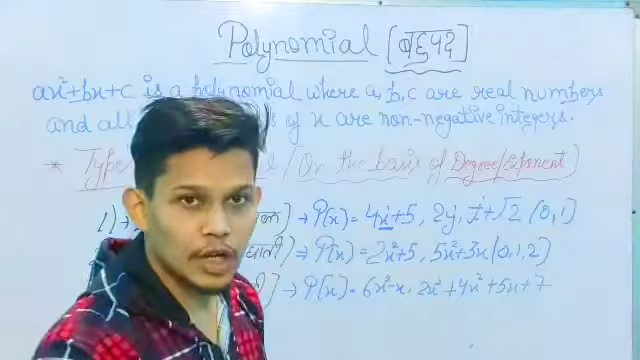 Polynomial [बहुपद]
ax²+bx+c is a polynomial where a, b, c are real numbers
and all of x are non-negative integers.
* Type / On the basis of Degree/Exponent)
1) → P(x) = 4x+5, 2y, x+√2 (0,1)
घाती) → P(x) = 2x²+5, 5x²+3x (0,1,2)
] → P(x) = 6x³-x, 2x³+4x²+5x+7